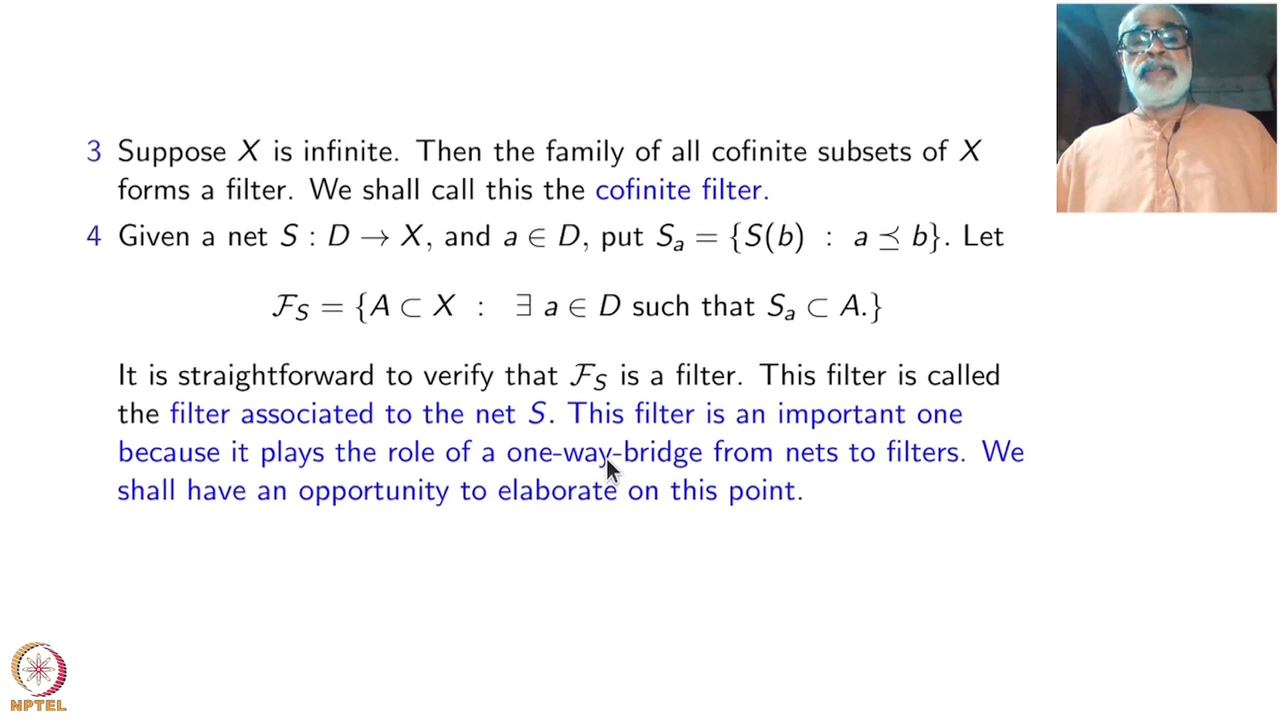 3 Suppose X is infinite. Then the family of all cofinite subsets of X
forms a filter. We shall call this the cofinite filter.
4 Given a net S : D → X, and a ∈ D, put Sₐ = {S(b) : a ⪯ b}. Let
ℱ_S = {A ⊂ X : ∃ a ∈ D such that Sₐ ⊂ A.}
It is straightforward to verify that ℱ_S is a filter. This filter is called
the filter associated to the net S. This filter is an important one
because it plays the role of a one-way-bridge from nets to filters. We
shall have an opportunity to elaborate on this point.
NPTEL